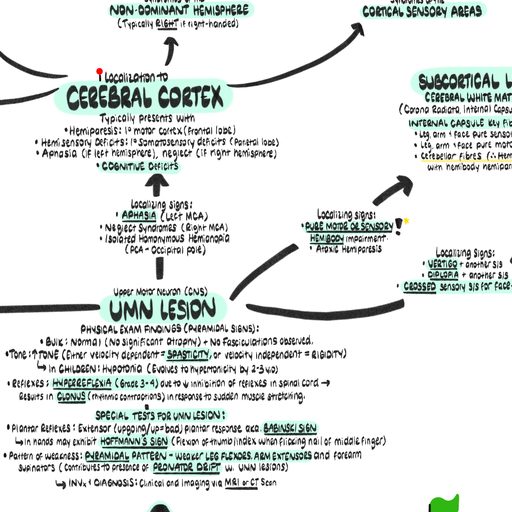 NON-DOMINANT HEMISPHERE
(Typically RIGHT if right-handed)
CORTICAL SENSORY AREAS
Localization to
CEREBRAL CORTEX
Typically presents with
• Hemiparesis: 1° motor cortex (Frontal lobe)
• Hemisensory Deficits: 1° Somatosensory deficits (Parietal lobe)
• Aphasia (if left hemisphere), neglect (if right hemisphere)
• COGNITIVE DEFICITS
SUBCORTICAL
CEREBRAL WHITE
(Corona Radiata, Internal
INTERNAL CAPSULE Key
• Leg, arm + face pure
• Leg, arm + face pure
• Cerebellar fibres
with hemibody
Localizing signs:
• APHASIA (Left MCA)
• Neglect Syndromes (Right MCA)
• Isolated Homonymous Hemianopia
(PCA - Occipital pole)
Localizing signs:
• PURE MOTOR OR SENSORY
HEMIBODY impairment
• Ataxic Hemiparesis
!
Localizing signs:
• VERTIGO + another S/S
• DIPLOPIA + another S/S
• CROSSED sensory S/S for
Upper Motor Neuron (CNS)
UMN LESION
PHYSICAL EXAM FINDINGS (PYRAMIDAL SIGNS):
• Bulk: Normal (No significant atrophy) + No Fasciculations observed.
• Tone: ↑TONE (Either velocity dependent = SPASTICITY, or velocity independent = RIGIDITY)
↳ In CHILDREN: Hypotonia (Evolves to hypertonicity by 2-3 y.o)
• Reflexes: HYPERREFLEXIA (Grade 3-4) due to ↓ inhibition of reflexes in spinal cord →
Results in CLONUS (rhythmic contractions) in response to sudden muscle stretching.
SPECIAL TESTS FOR UMN LESION:
• Plantar Reflexes: Extensor (upgoing/up=bad) plantar response aka. BABINSKI SIGN
↳ in hands may exhibit HOFFMANN'S SIGN (Flexion of thumb/index when flicking nail of middle finger)
• Pattern of weakness: PYRAMIDAL PATTERN - WEAKER LEG FLEXORS, ARM EXTENSORS and forearm
supinators (Contributes to presence of PRONATOR DRIFT w. UMN lesions)
↳ INVx + DIAGNOSIS: Clinical and Imaging via MRI or CT Scan